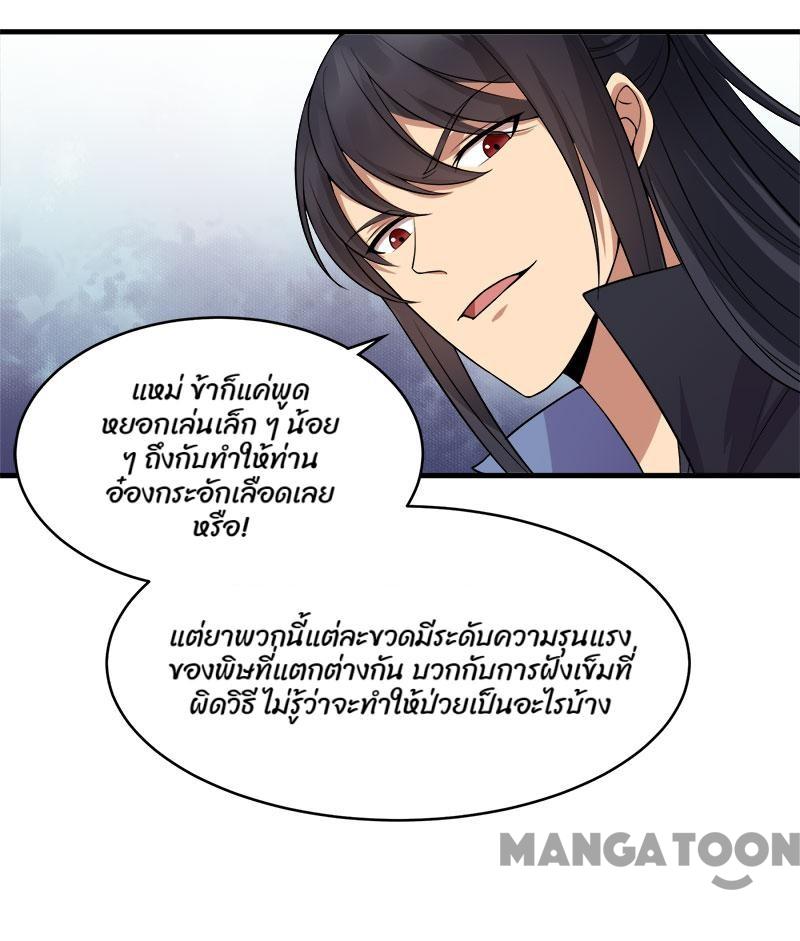 แหม่ ข้าก็แค่พูด
หยอกเล่นเล็ก ๆ น้อย
ๆ ถึงกับทำให้ท่าน
อ๋องกระอักเลือดเลย
หรือ!
แต่ยาพวกนี้แต่ละขวดมีระดับความรุนแรง
ของพิษที่แตกต่างกัน บวกกับการฝังเข็มที่
ผิดวิธี ไม่รู้ว่าจะทำให้ป่วยเป็นอะไรบ้าง
MANGA TOON